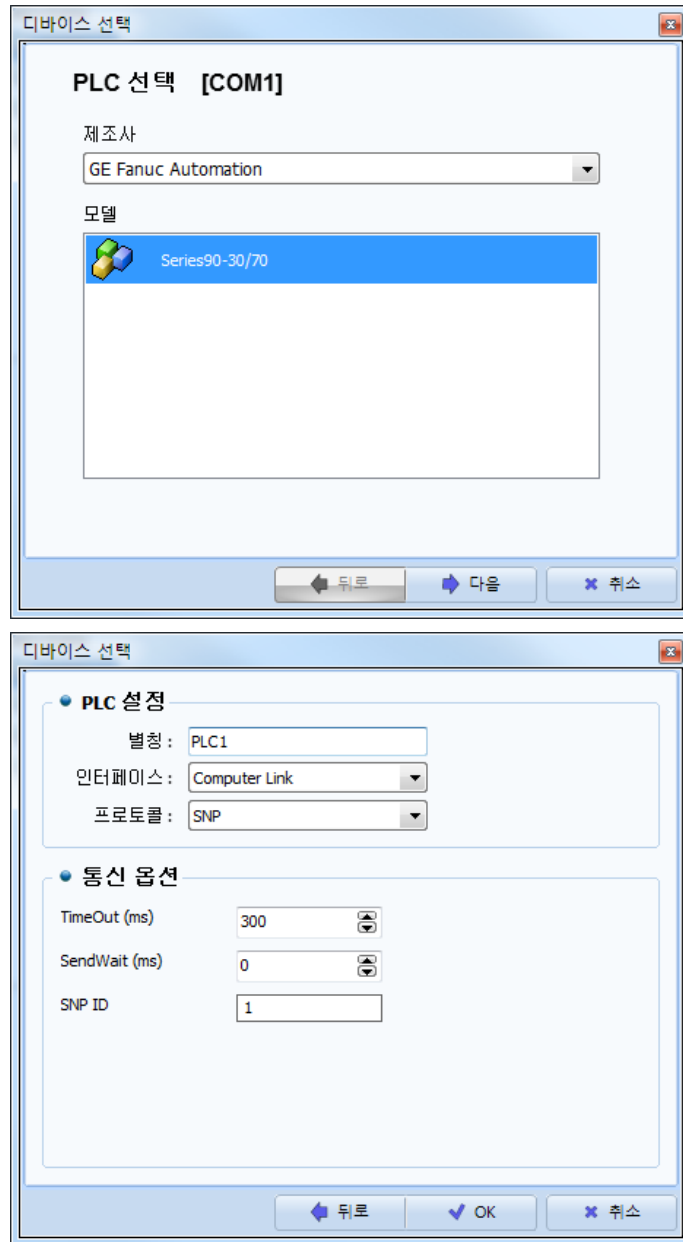 디바이스 선택
PLC 선택 [COM1]
제조사
GE Fanuc Automation
모델
Series90-30/70
뒤로
다음
취소
디바이스 선택
PLC 설정
별칭 : PLC1
인터페이스 : Computer Link
프로토콜 : SNP
통신 옵션
TimeOut (ms) 300
SendWait (ms) 0
SNP ID 1
뒤로
OK
취소